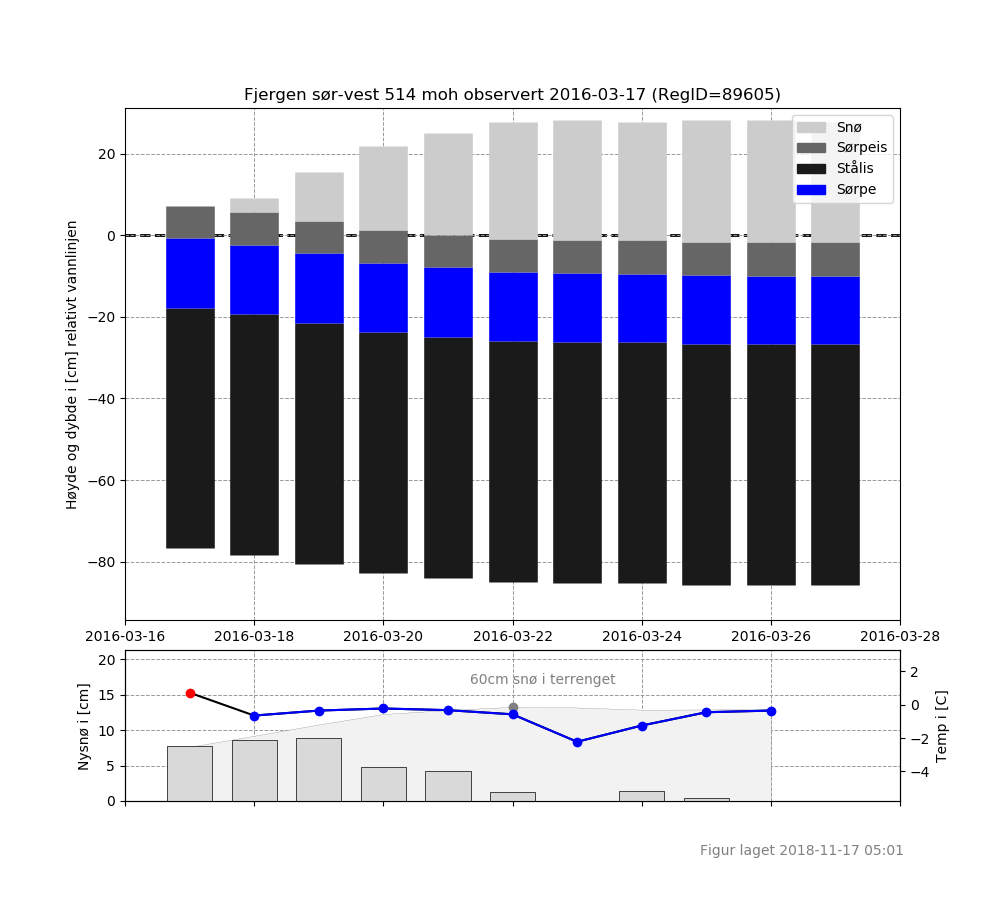 Fjergen sør-vest 514 moh observert 2016-03-17 (RegID=89605)
Høyde og dybde i [cm] relativt vannlinjen
20
0
−20
−40
−60
−80
Snø
Sørpeis
Stålis
Sørpe
2016-03-16 2016-03-18 2016-03-20 2016-03-22 2016-03-24 2016-03-26 2016-03-28
Nysnø i [cm]
20
15
10
5
0
60cm snø i terrenget
2
0
−2
−4
Temp i [C]
Figur laget 2018-11-17 05:01